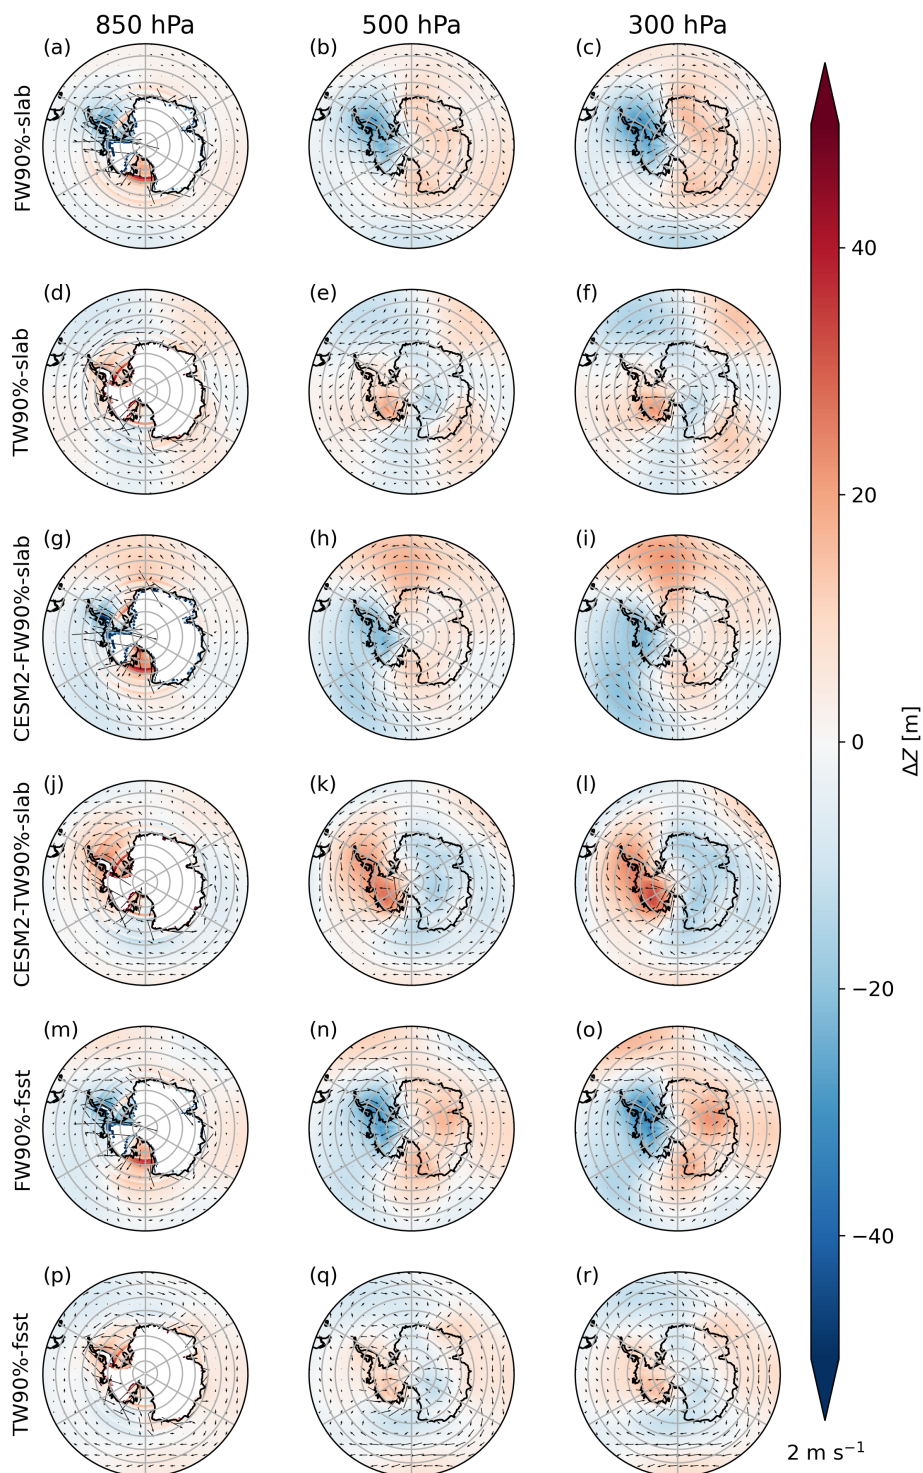 850 hPa
500 hPa
300 hPa
(a)
(b)
(c)
FW90%-slab
(d)
(e)
(f)
TW90%-slab
(g)
(h)
(i)
CESM2-FW90%-slab
(j)
(k)
(l)
CESM2-TW90%-slab
(m)
(n)
(o)
FW90%-fsst
(p)
(q)
(r)
TW90%-fsst
40
20
0
−20
−40
ΔZ [m]
2 m s⁻¹